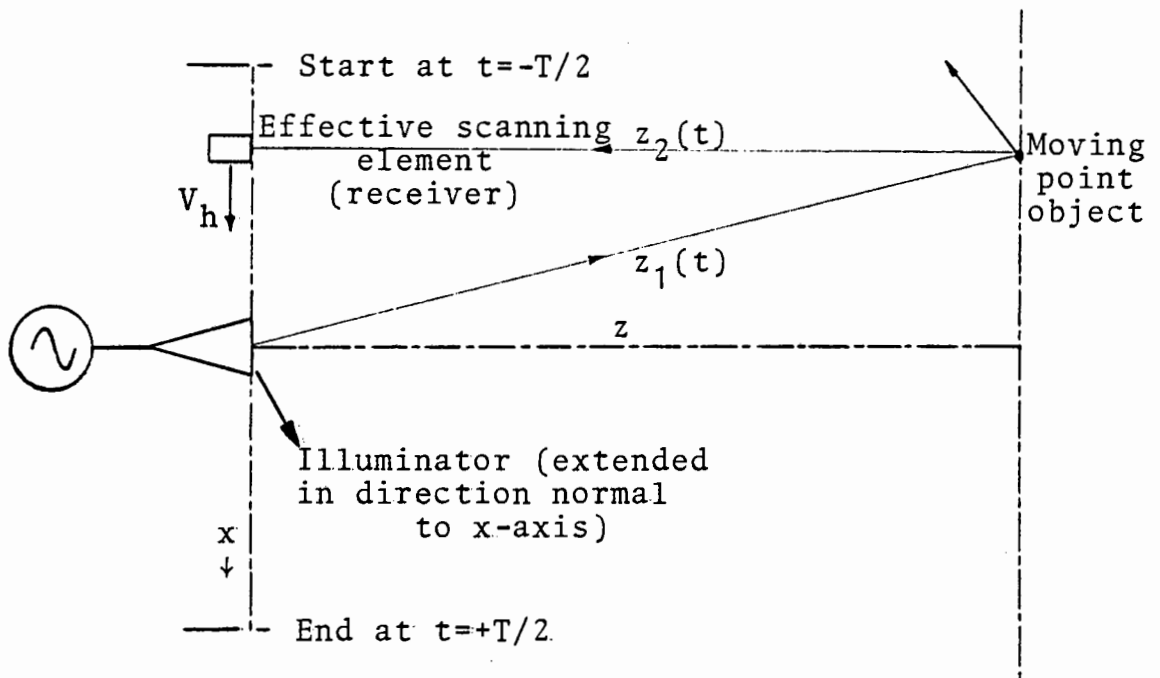 Start at t=-T/2
Effective scanning
element
(receiver)
z₂(t)
Moving
point
object
V_h
z₁(t)
z
Illuminator (extended
in direction normal
to x-axis)
x
End at t=+T/2